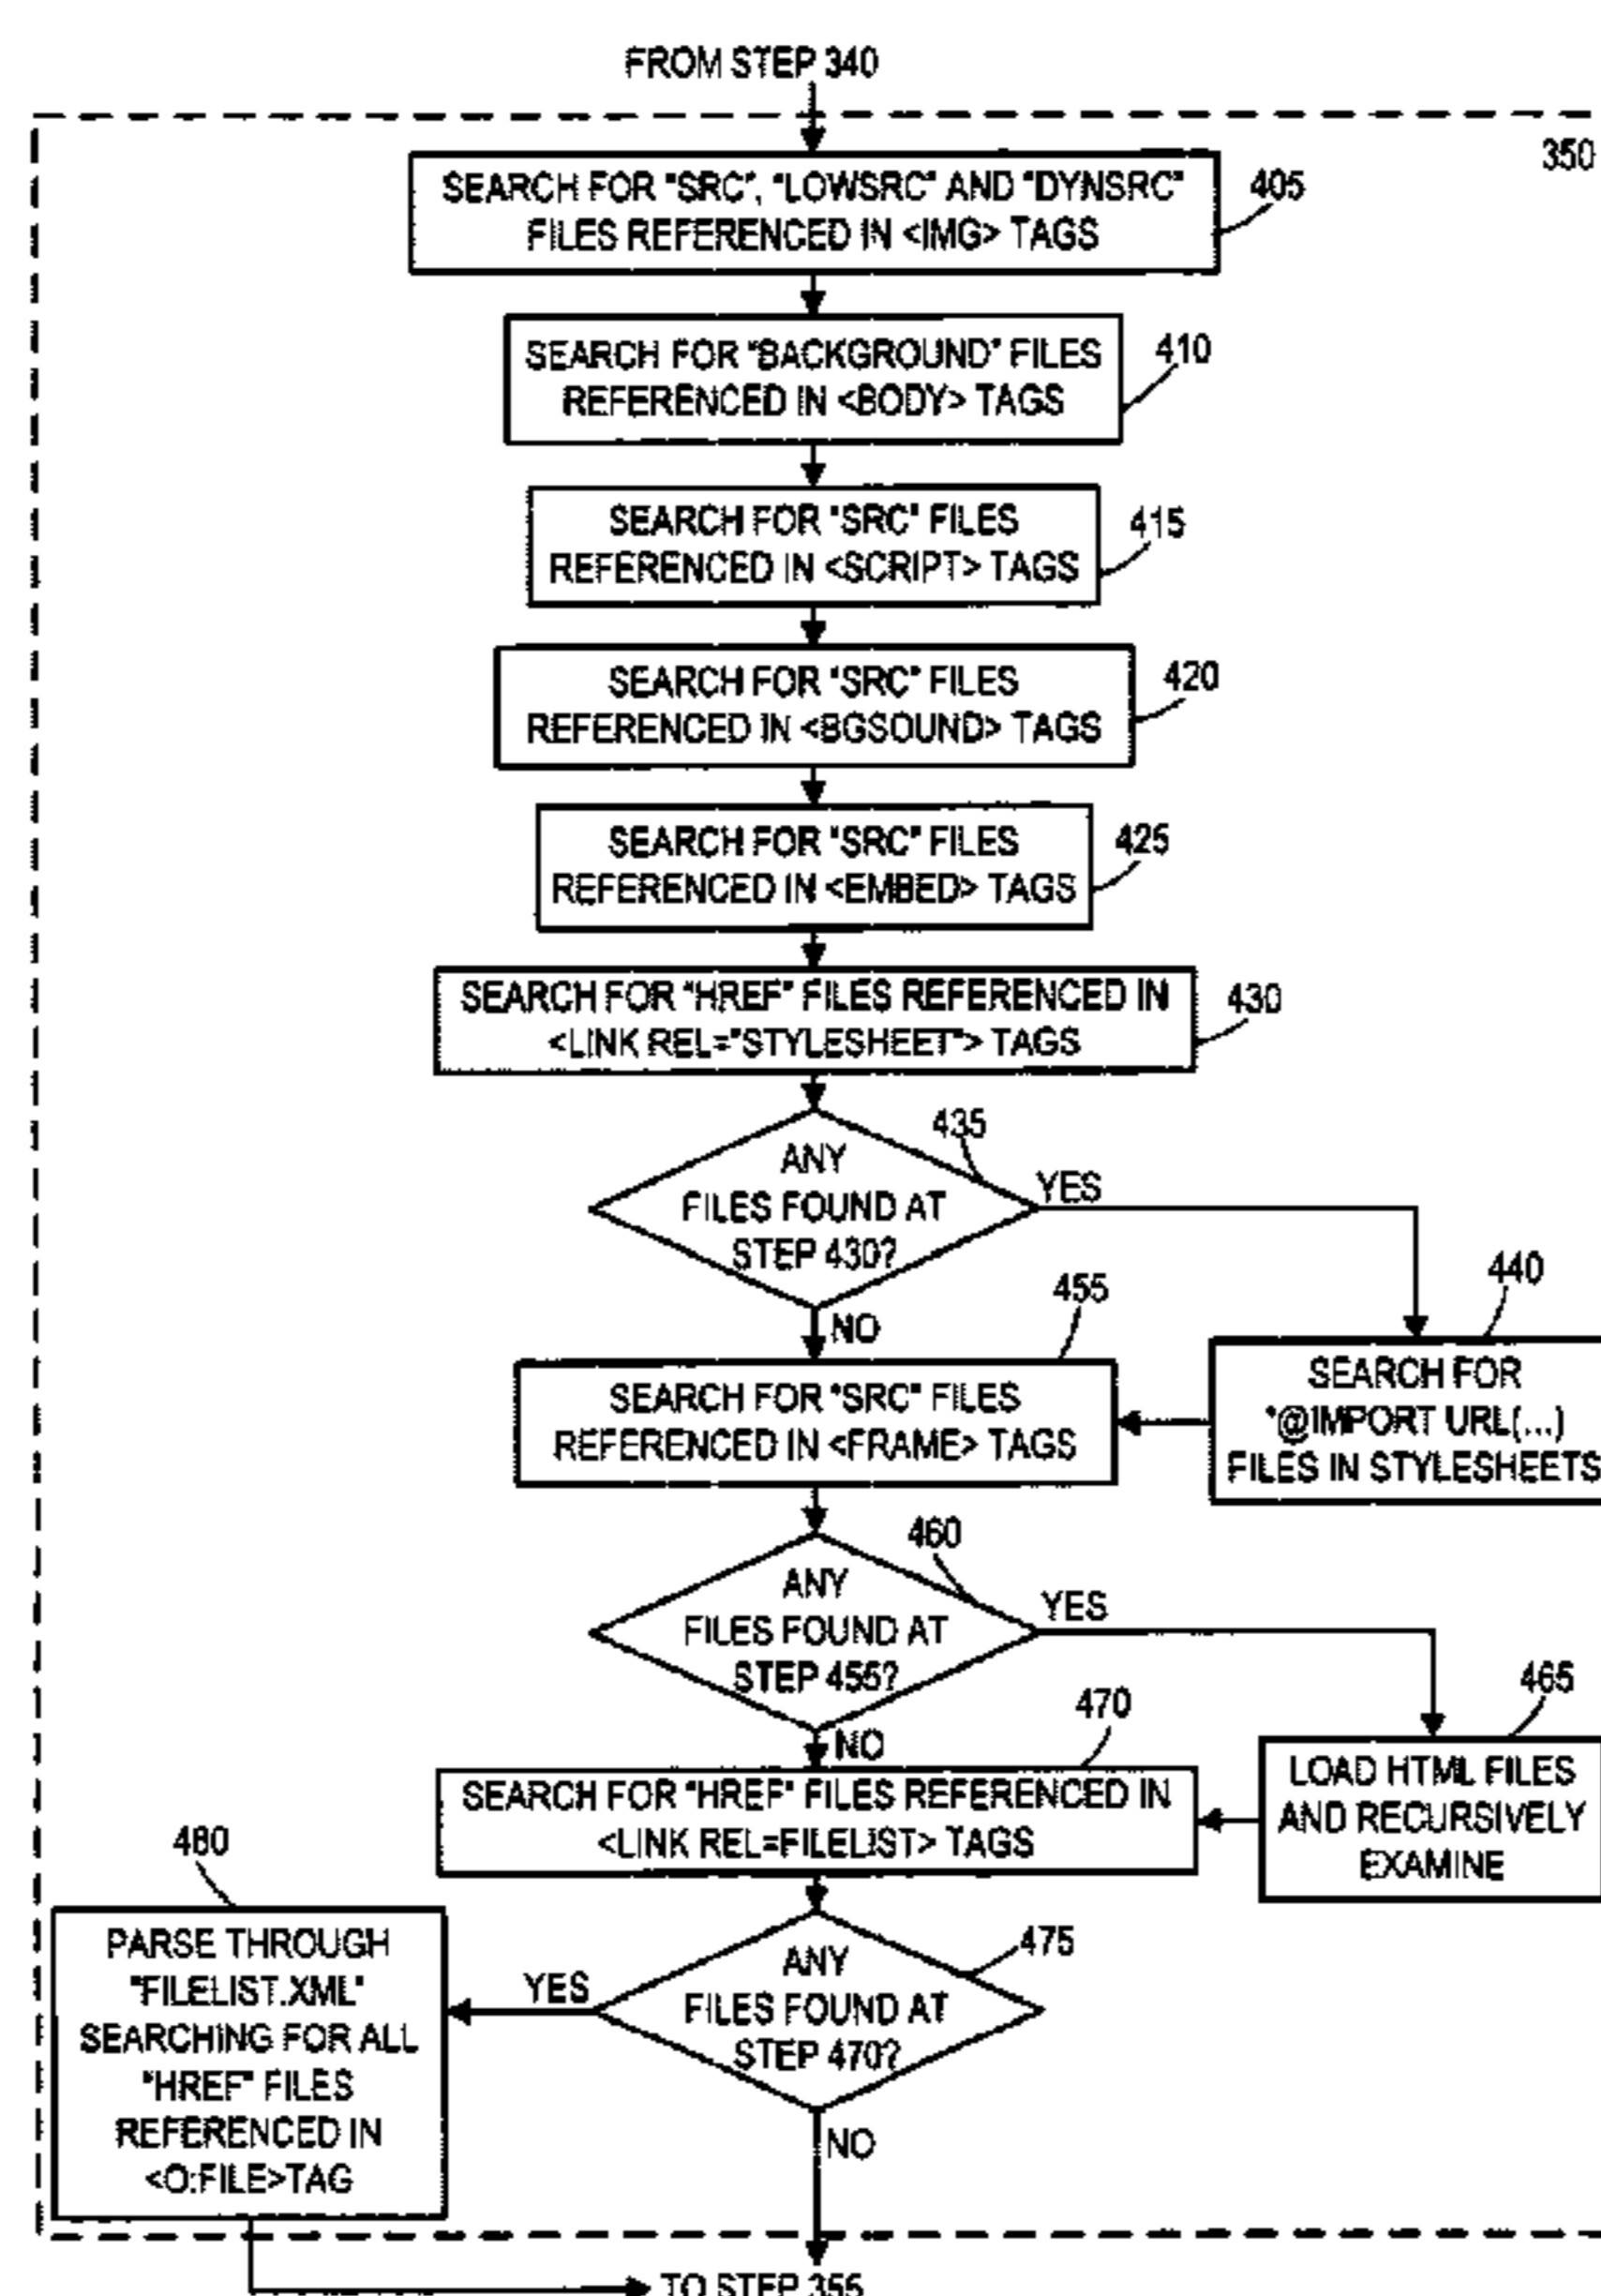 FROM STEP 340
350
SEARCH FOR "SRC", "LOWSRC" AND "DYNSRC"
FILES REFERENCED IN <IMG> TAGS
405
SEARCH FOR "BACKGROUND" FILES
REFERENCED IN <BODY> TAGS
410
SEARCH FOR "SRC" FILES
REFERENCED IN <SCRIPT> TAGS
415
SEARCH FOR "SRC" FILES
REFERENCED IN <BGSOUND> TAGS
420
SEARCH FOR "SRC" FILES
REFERENCED IN <EMBED> TAGS
425
SEARCH FOR "HREF" FILES REFERENCED IN
<LINK REL="STYLESHEET"> TAGS
430
435
ANY
FILES FOUND AT
STEP 430?
YES
NO
440
SEARCH FOR
"@IMPORT URL(...)
FILES IN STYLESHEETS
455
SEARCH FOR "SRC" FILES
REFERENCED IN <FRAME> TAGS
460
ANY
FILES FOUND AT
STEP 455?
YES
NO
465
LOAD HTML FILES
AND RECURSIVELY
EXAMINE
470
SEARCH FOR "HREF" FILES REFERENCED IN
<LINK REL=FILELIST> TAGS
475
ANY
FILES FOUND AT
STEP 470?
YES
NO
480
PARSE THROUGH
"FILELIST.XML"
SEARCHING FOR ALL
"HREF" FILES
REFERENCED IN
<O:FILE>TAG
TO STEP 355